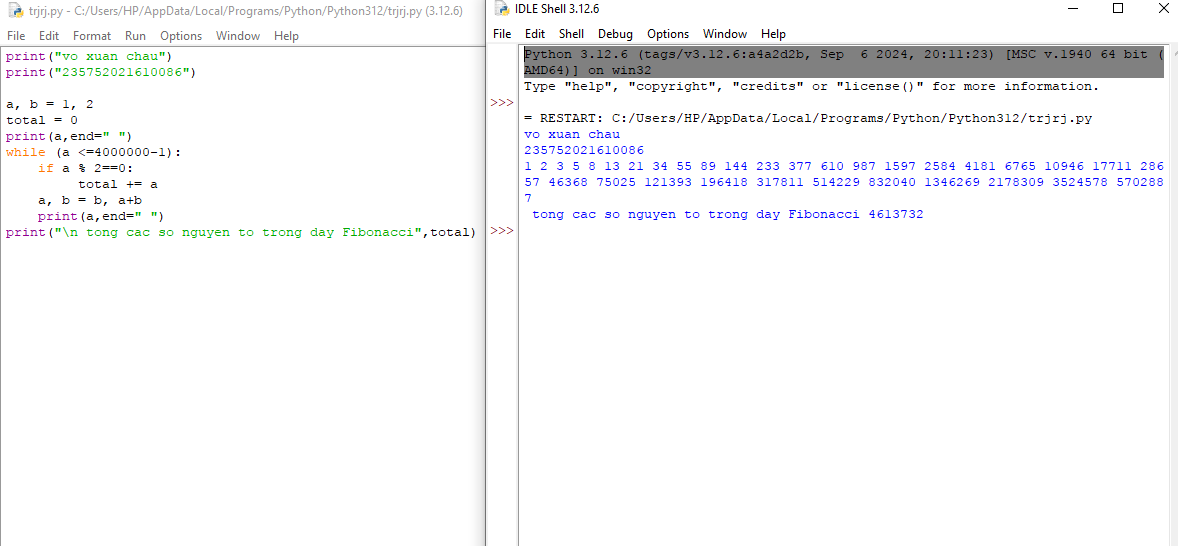 trjrj.py - C:/Users/HP/AppData/Local/Programs/Python/Python312/trjrj.py (3.12.6)
File Edit Format Run Options Window Help
print("vo xuan chau")
print("235752021610086")
a, b = 1, 2
total = 0
print(a,end=" ")
while (a <=4000000-1):
    if a % 2==0:
         total += a
    a, b = b, a+b
    print(a,end=" ")
print("\n tong cac so nguyen to trong day Fibonacci",total)
IDLE Shell 3.12.6
File Edit Shell Debug Options Window Help
Python 3.12.6 (tags/v3.12.6:a4a2d2b, Sep  6 2024, 20:11:23) [MSC v.1940 64 bit (
AMD64)] on win32
Type "help", "copyright", "credits" or "license()" for more information.
>>>
= RESTART: C:/Users/HP/AppData/Local/Programs/Python/Python312/trjrj.py
vo xuan chau
235752021610086
1 2 3 5 8 13 21 34 55 89 144 233 377 610 987 1597 2584 4181 6765 10946 17711 286
57 46368 75025 121393 196418 317811 514229 832040 1346269 2178309 3524578 570288
7
 tong cac so nguyen to trong day Fibonacci 4613732
>>>